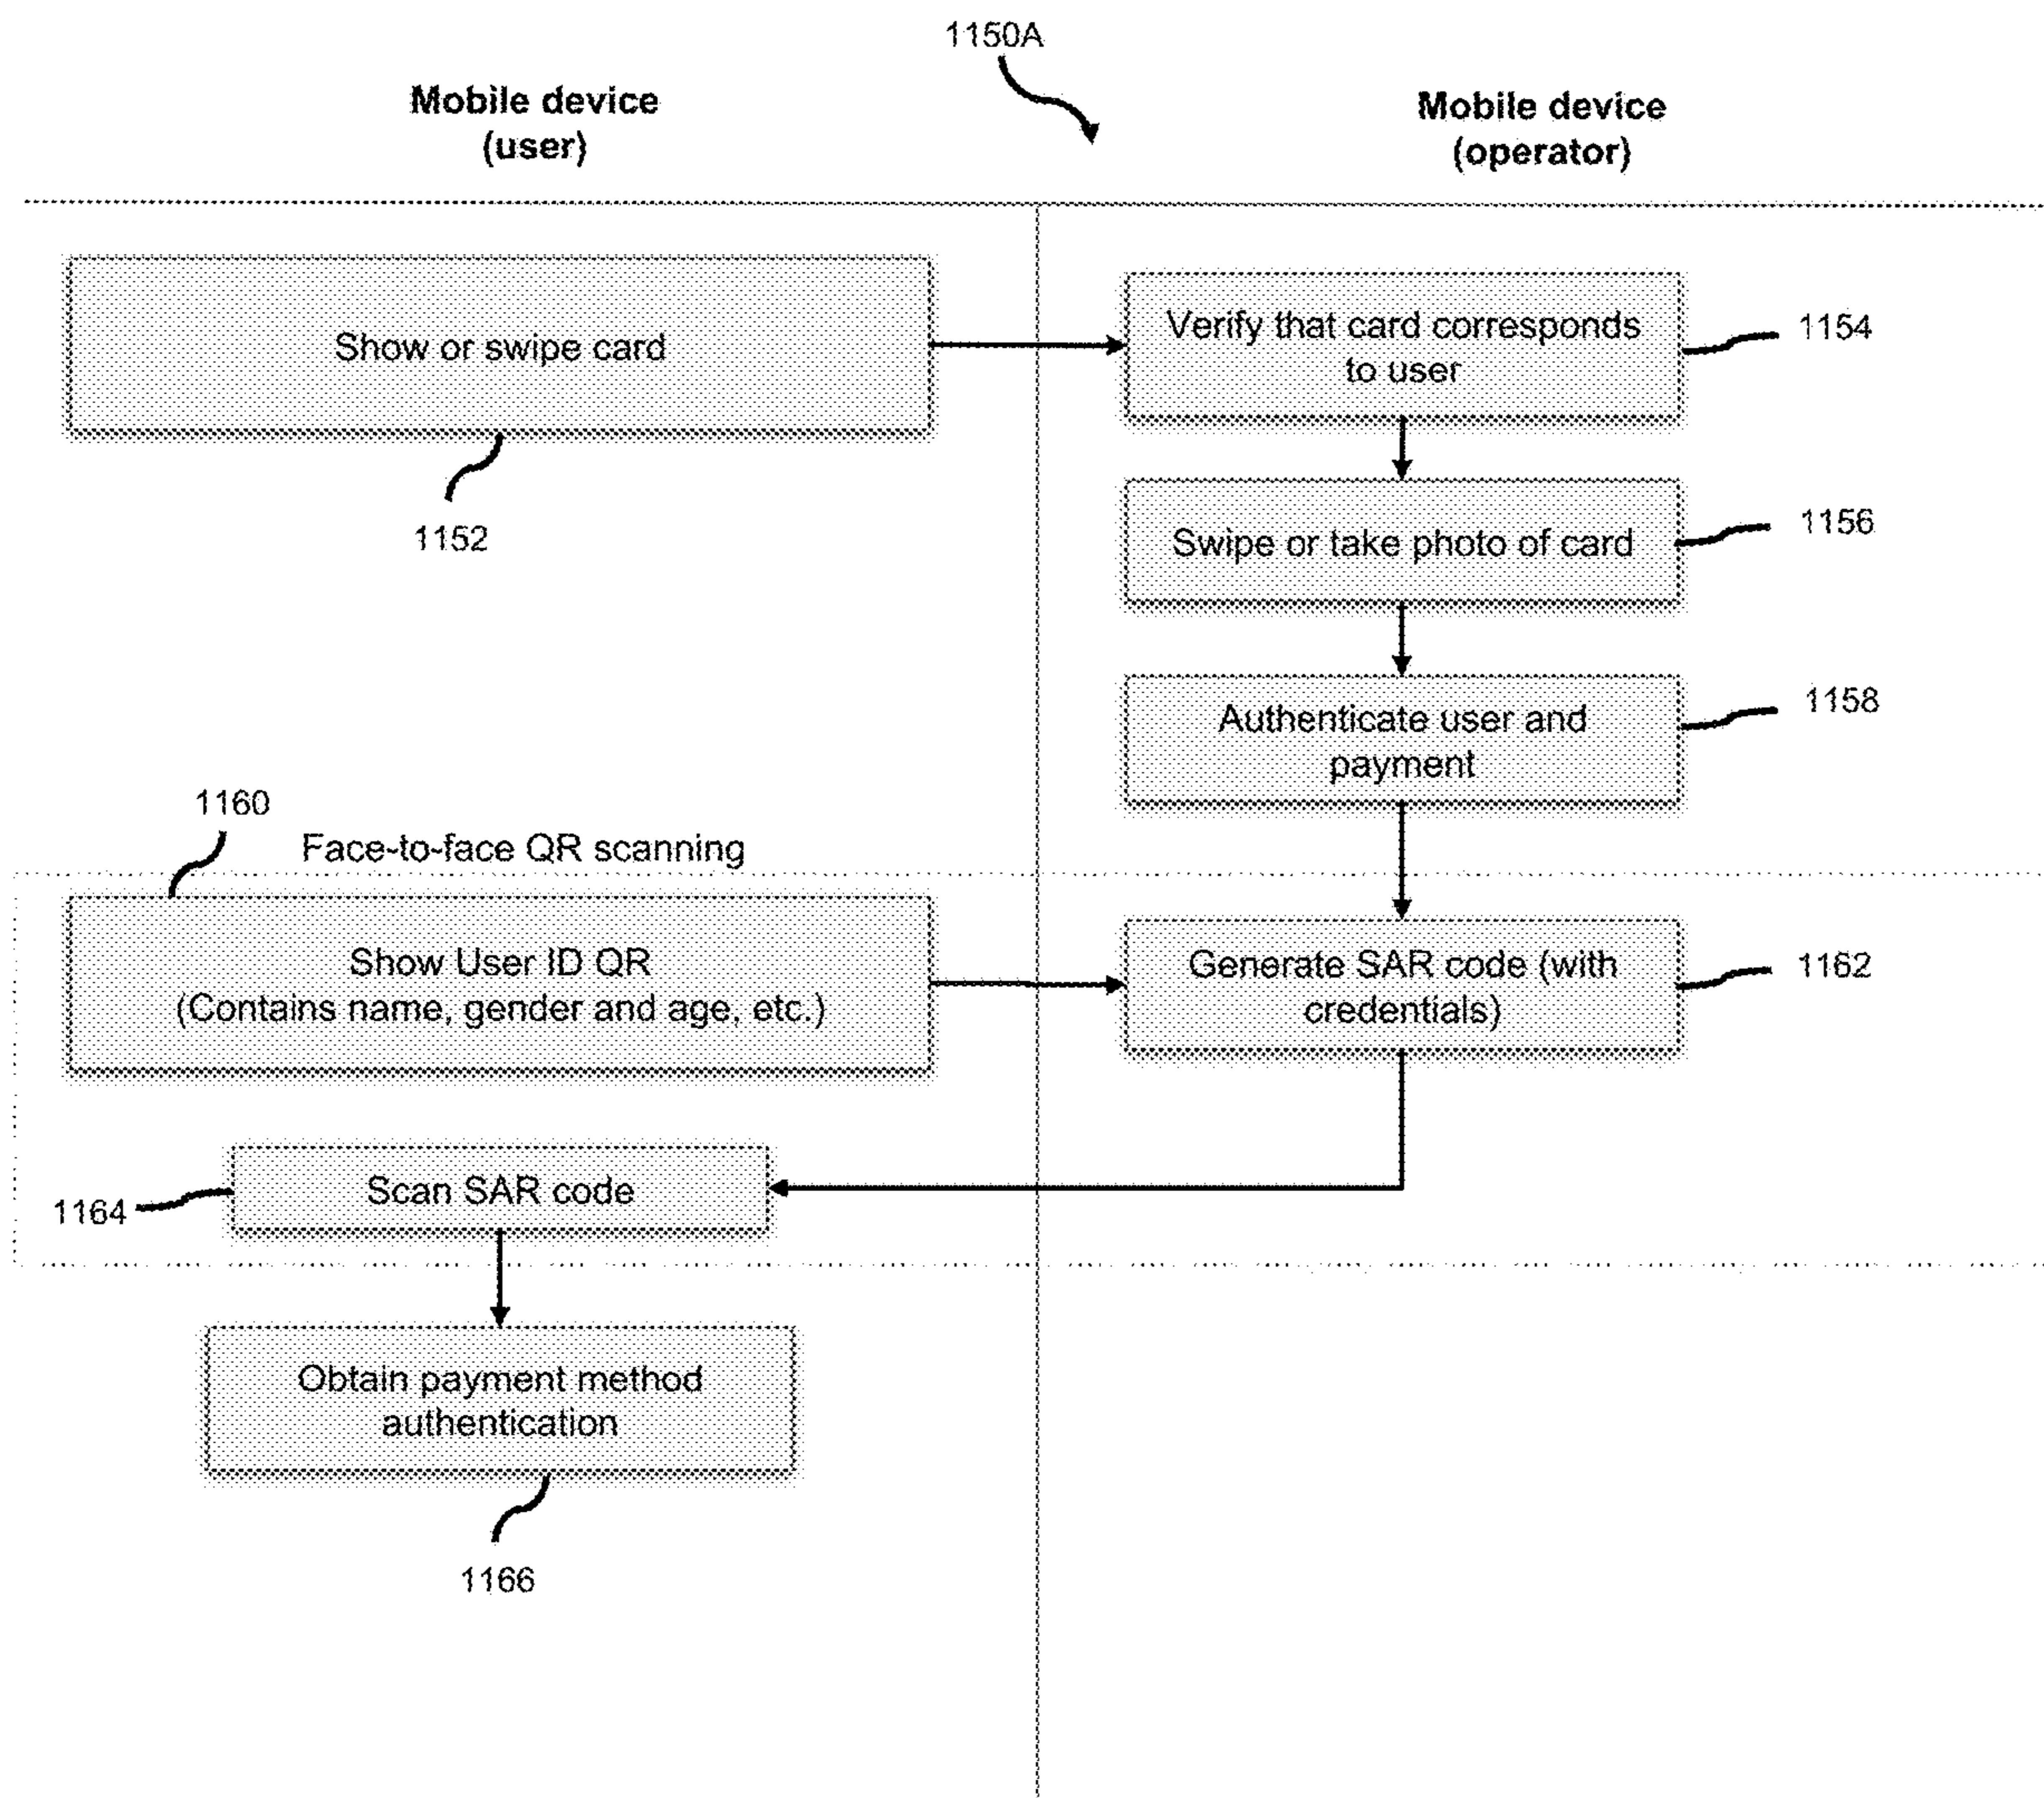 1150A
Mobile device
(user)
Mobile device
(operator)
Show or swipe card
1152
Verify that card corresponds
to user
1154
Swipe or take photo of card
1156
Authenticate user and
payment
1158
1160
Face-to-face QR scanning
Show User ID QR
(Contains name, gender and age, etc.)
Generate SAR code (with
credentials)
1162
Scan SAR code
1164
Obtain payment method
authentication
1166